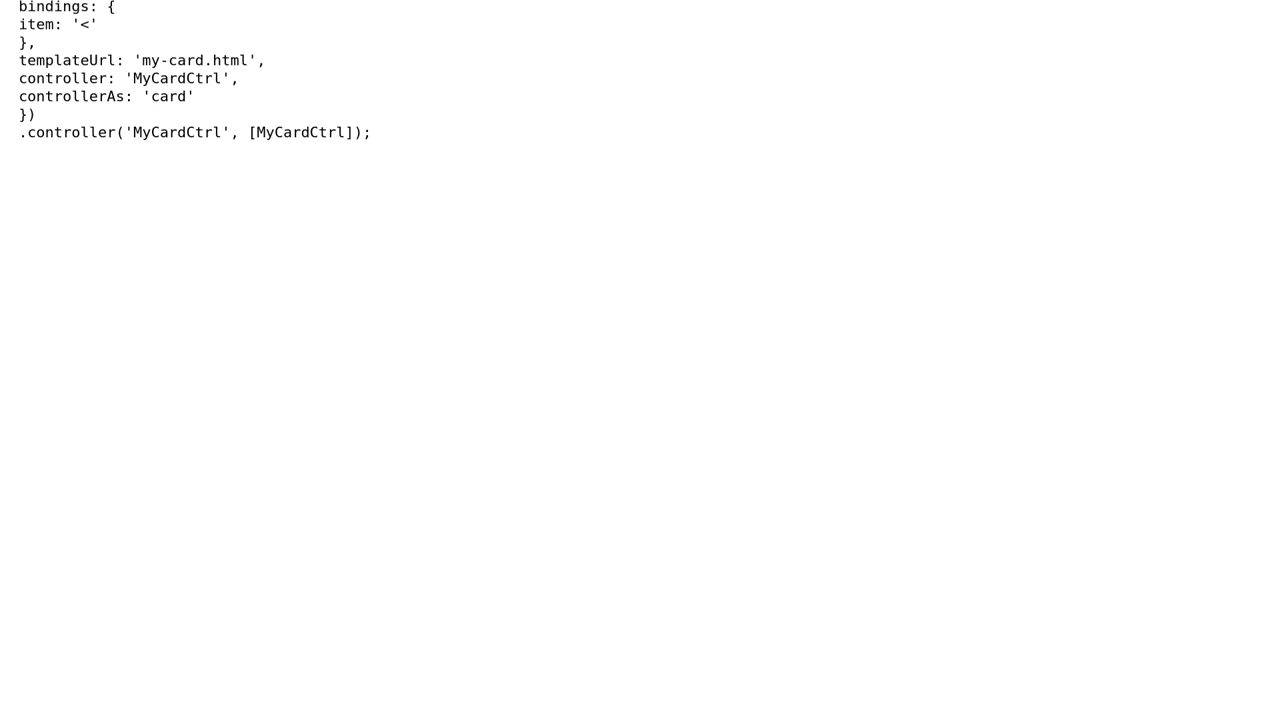 bindings: {
item: '<'
},
templateUrl: 'my-card.html',
controller: 'MyCardCtrl',
controllerAs: 'card'
})
.controller('MyCardCtrl', [MyCardCtrl]);